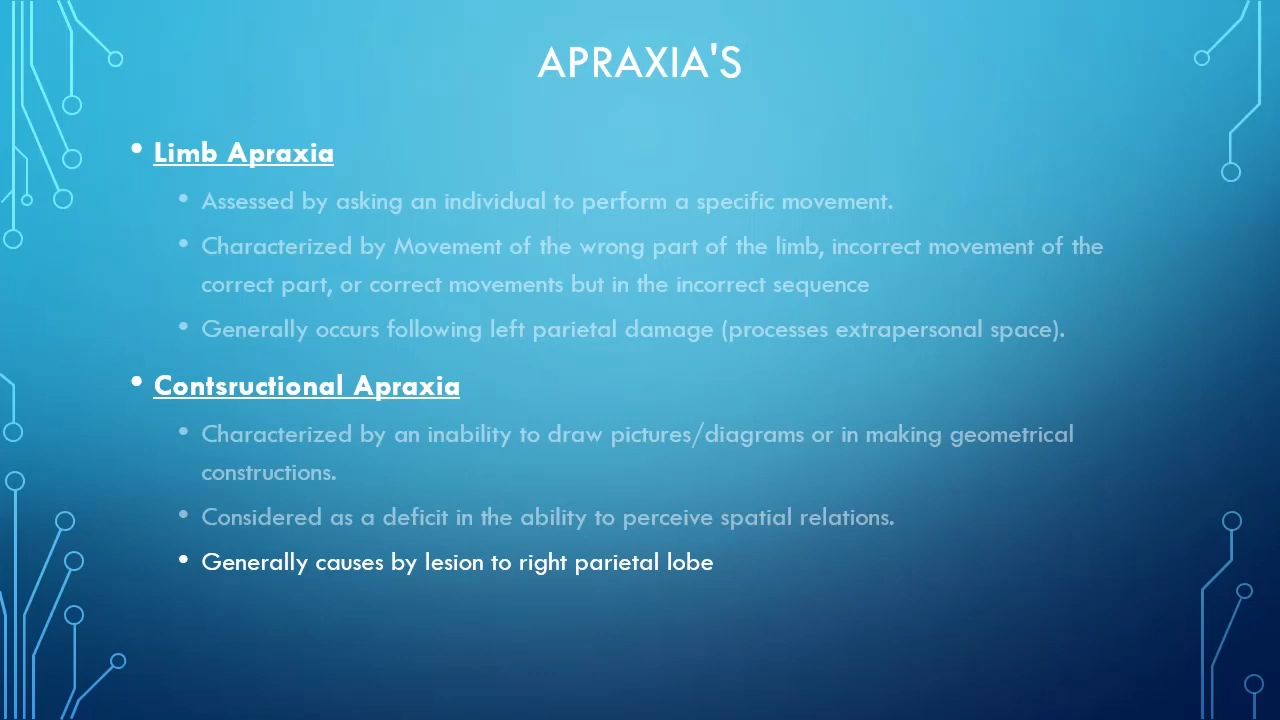 APRAXIA'S
• Limb Apraxia
• Assessed by asking an individual to perform a specific movement.
• Characterized by Movement of the wrong part of the limb, incorrect movement of the
correct part, or correct movements but in the incorrect sequence
• Generally occurs following left parietal damage (processes extrapersonal space).
• Contsructional Apraxia
• Characterized by an inability to draw pictures/diagrams or in making geometrical
constructions.
• Considered as a deficit in the ability to perceive spatial relations.
• Generally causes by lesion to right parietal lobe